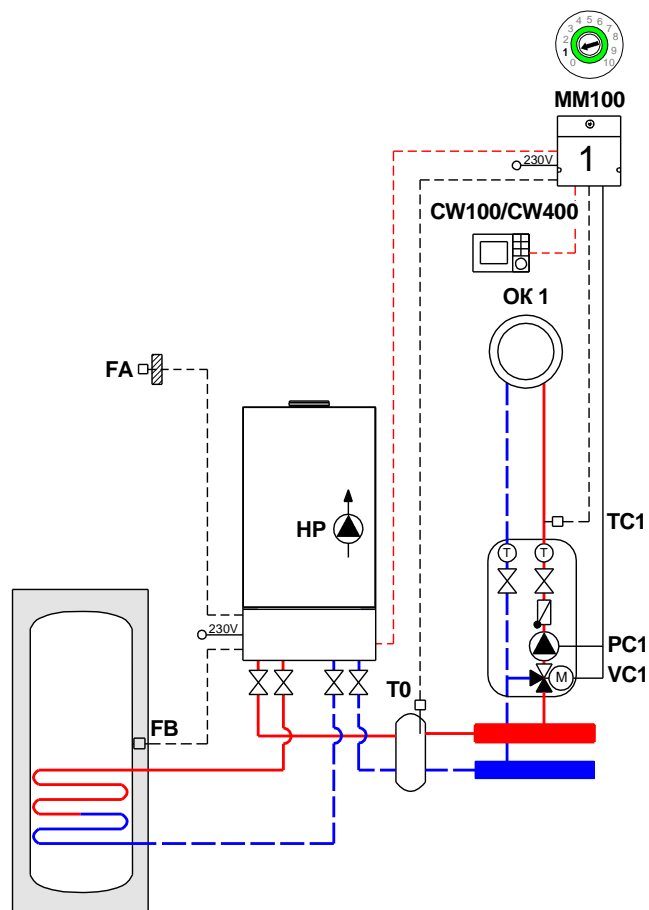 4 5 6
3 7
2 8
1 9
0 10
MM100
230V
1
CW100/CW400
ОК 1
FA
HP
TC1
T T
230V
PC1
M
VC1
T0
FB